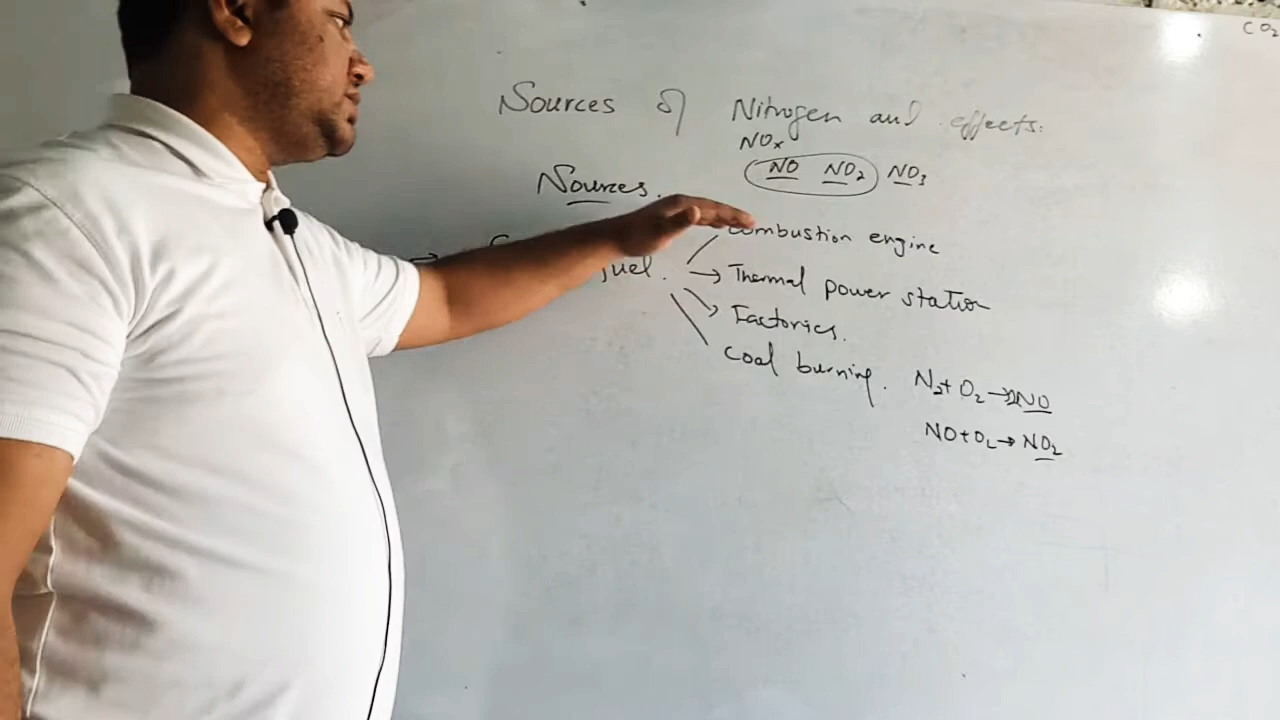 CO2
Sources of Nitrogen and effects:
NOx
NO NO2 NO3
Sources.
→ fuel.
Combustion engine
→ Thermal power station
Factories.
coal burning. N2+ O2 → 2NO
NO+O2 → NO2